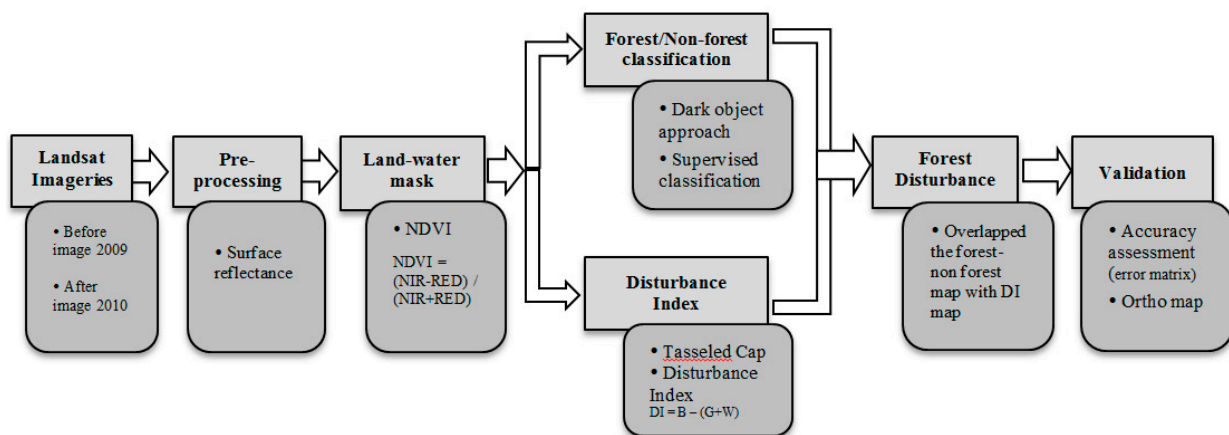 Landsat
Imageries
• Before
image 2009
• After
image 2010
Pre-
processing
• Surface
reflectance
Land-water
mask
• NDVI
NDVI =
(NIR-RED) /
(NIR+RED)
Forest/Non-forest
classification
• Dark object
approach
• Supervised
classification
Disturbance
Index
• Tasseled Cap
• Disturbance
Index
DI = B – (G+W)
Forest
Disturbance
• Overlapped
the forest-
non forest
map with DI
map
Validation
• Accuracy
assessment
(error matrix)
• Ortho map